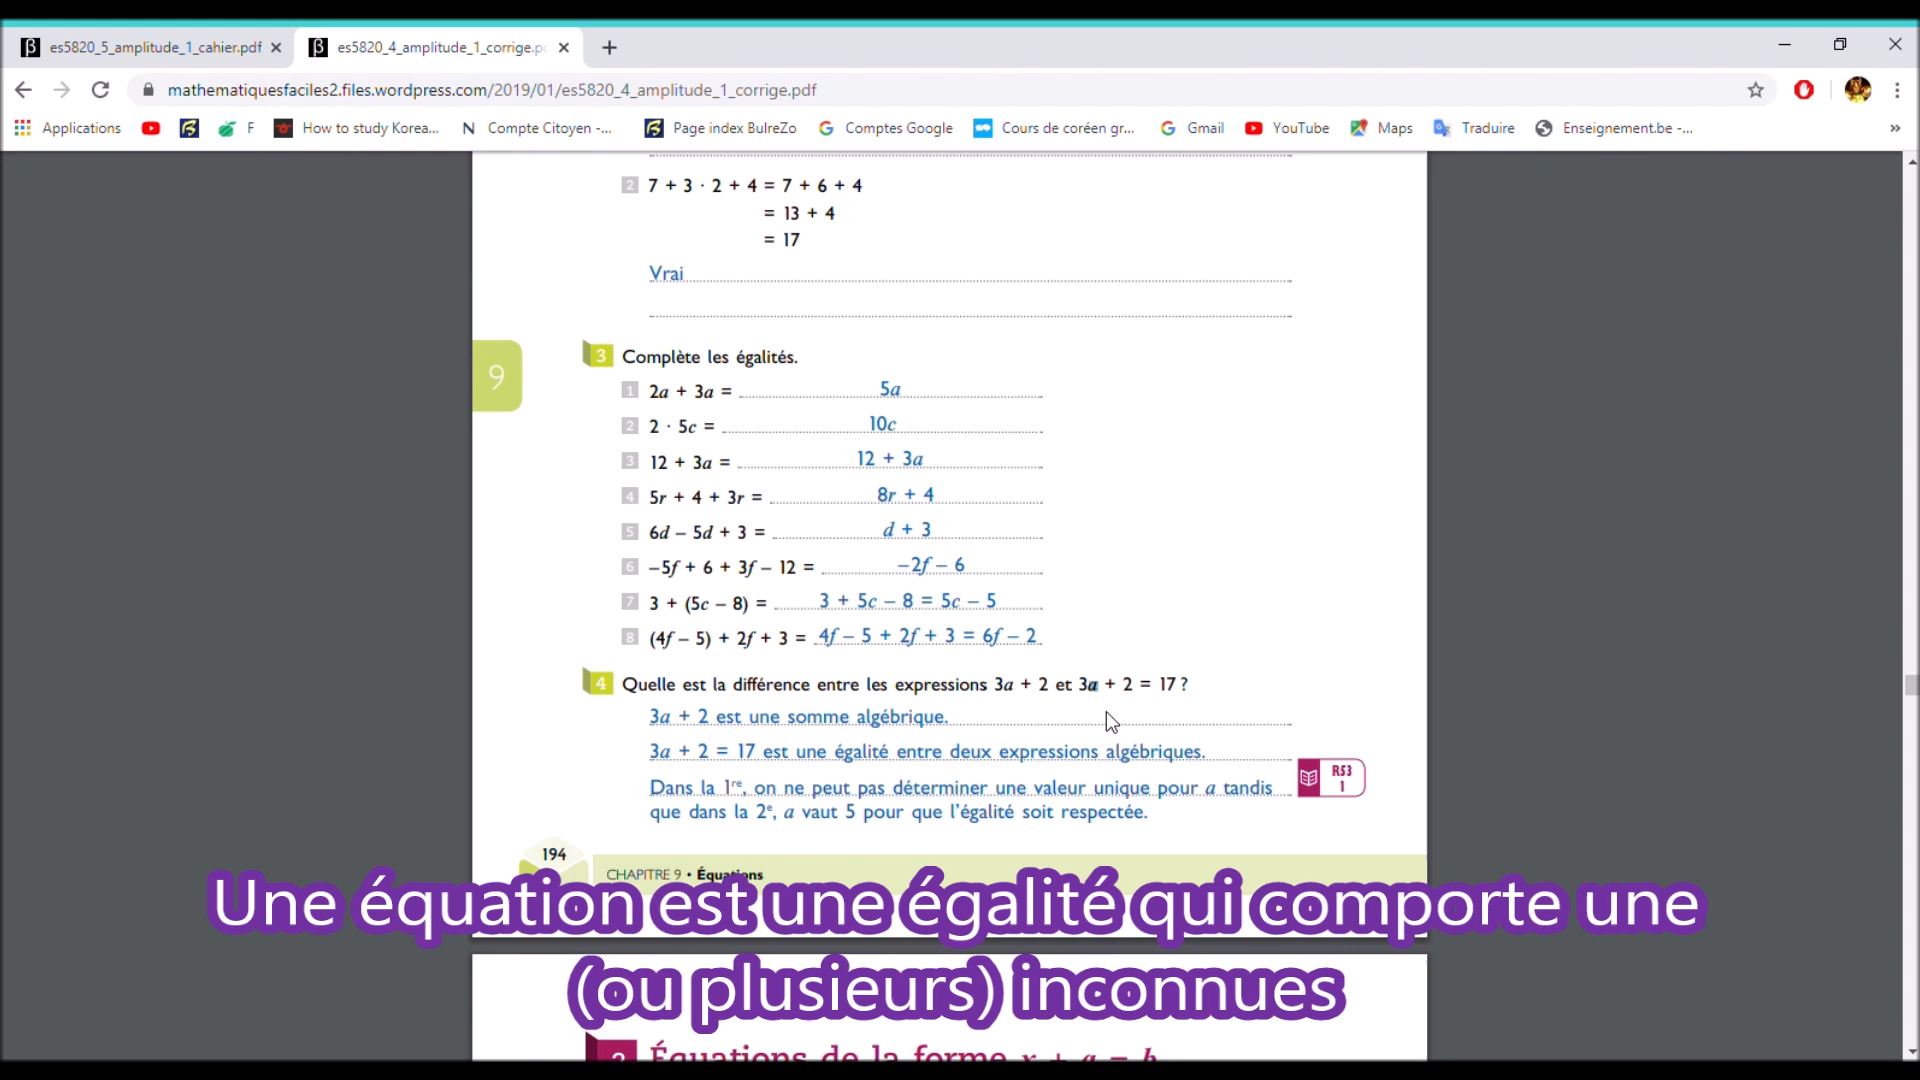 es5820_5_amplitude_1_cahier.pdf
es5820_4_amplitude_1_corrige.p
mathematiquesfaciles2.files.wordpress.com/2019/01/es5820_4_amplitude_1_corrige.pdf
Applications F How to study Korea... Compte Citoyen -... Page index BulreZo Comptes Google Cours de coréen gr... Gmail YouTube Maps Traduire Enseignement.be -... »
2 7 + 3 · 2 + 4 = 7 + 6 + 4
= 13 + 4
= 17
Vrai
9
3 Complète les égalités.
1 2a + 3a = 5a
2 2 · 5c = 10c
3 12 + 3a = 12 + 3a
4 5r + 4 + 3r = 8r + 4
5 6d – 5d + 3 = d + 3
6 –5f + 6 + 3f – 12 = –2f – 6
7 3 + (5c – 8) = 3 + 5c – 8 = 5c – 5
8 (4f – 5) + 2f + 3 = 4f – 5 + 2f + 3 = 6f – 2
4 Quelle est la différence entre les expressions 3a + 2 et 3a + 2 = 17 ?
3a + 2 est une somme algébrique.
3a + 2 = 17 est une égalité entre deux expressions algébriques.
Dans la 1re, on ne peut pas déterminer une valeur unique pour a tandis
que dans la 2e, a vaut 5 pour que l'égalité soit respectée.
R53
1
194
CHAPITRE 9 • Équations
Une équation est une égalité qui comporte une
(ou plusieurs) inconnues
2 Équations de la forme x + a = b